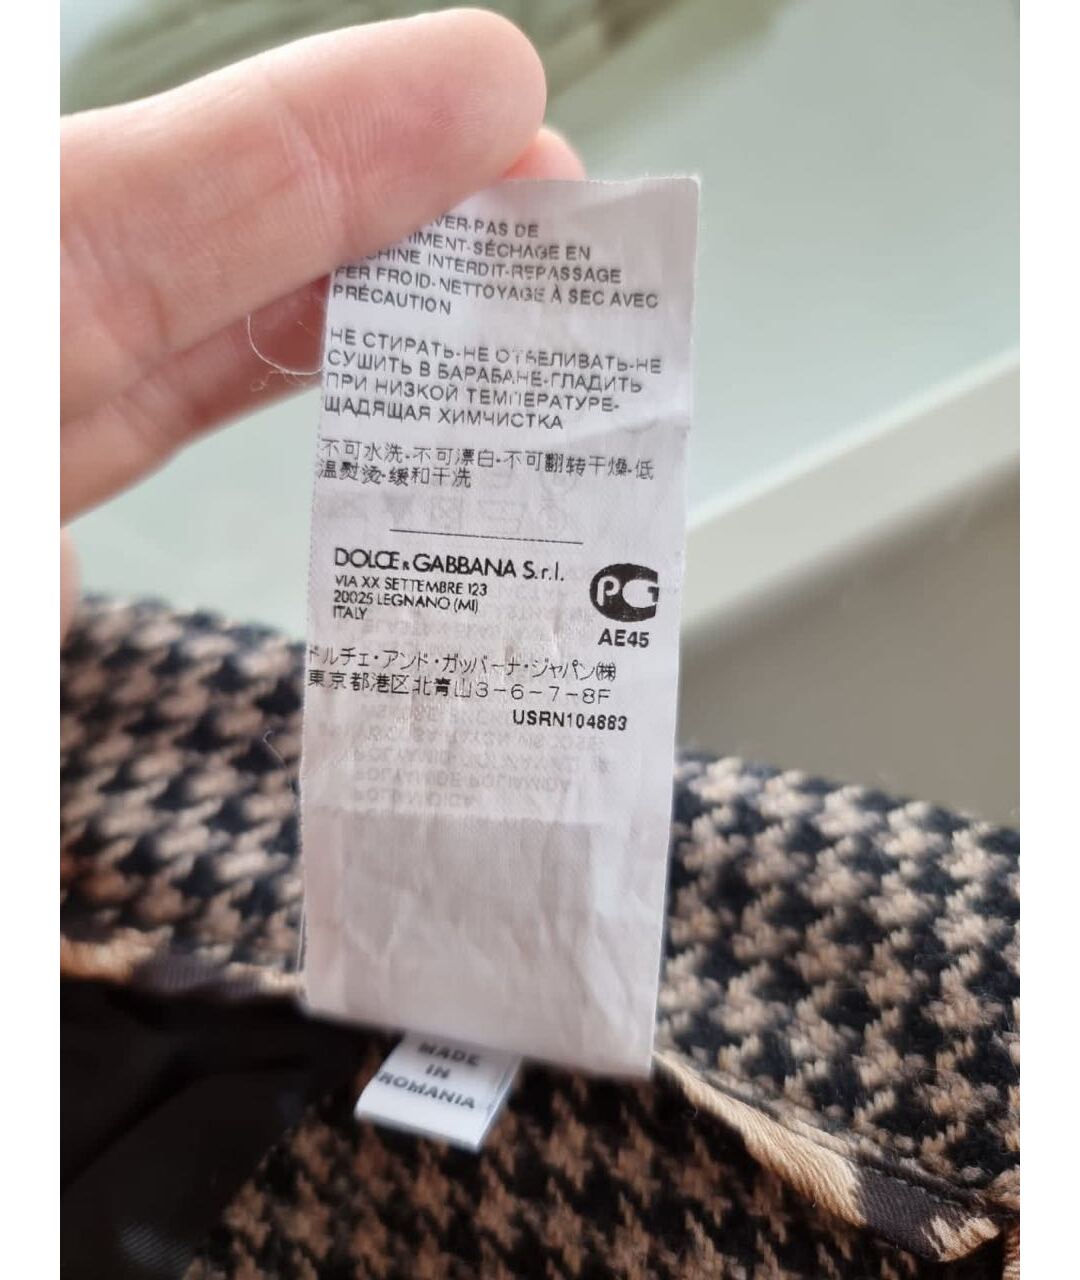 PAS DE
SÉCHAGE EN
INTERDIT-REPASSAGE
FER FROID-NETTOYAGE À SEC AVEC
PRÉCAUTION
НЕ СТИРАТЬ-НЕ ОТБЕЛИВАТЬ-НЕ
СУШИТЬ В БАРАБАНЕ-ГЛАДИТЬ
ПРИ НИЗКОЙ ТЕМПЕРАТУРЕ-
ЩАДЯЩАЯ ХИМЧИСТКА
不可水洗-不可漂白-不可翻转干燥-低
温熨烫-缓和干洗
DOLCE & GABBANA S.r.l.
VIA XX SETTEMBRE 123
20025 LEGNANO (MI)
ITALY
РСТ
AE45
ドルチェ・アンド・ガッバーナ・ジャパン㈱
東京都港区北青山3-6-7-8F
USRN104883
MADE
IN
ROMANIA